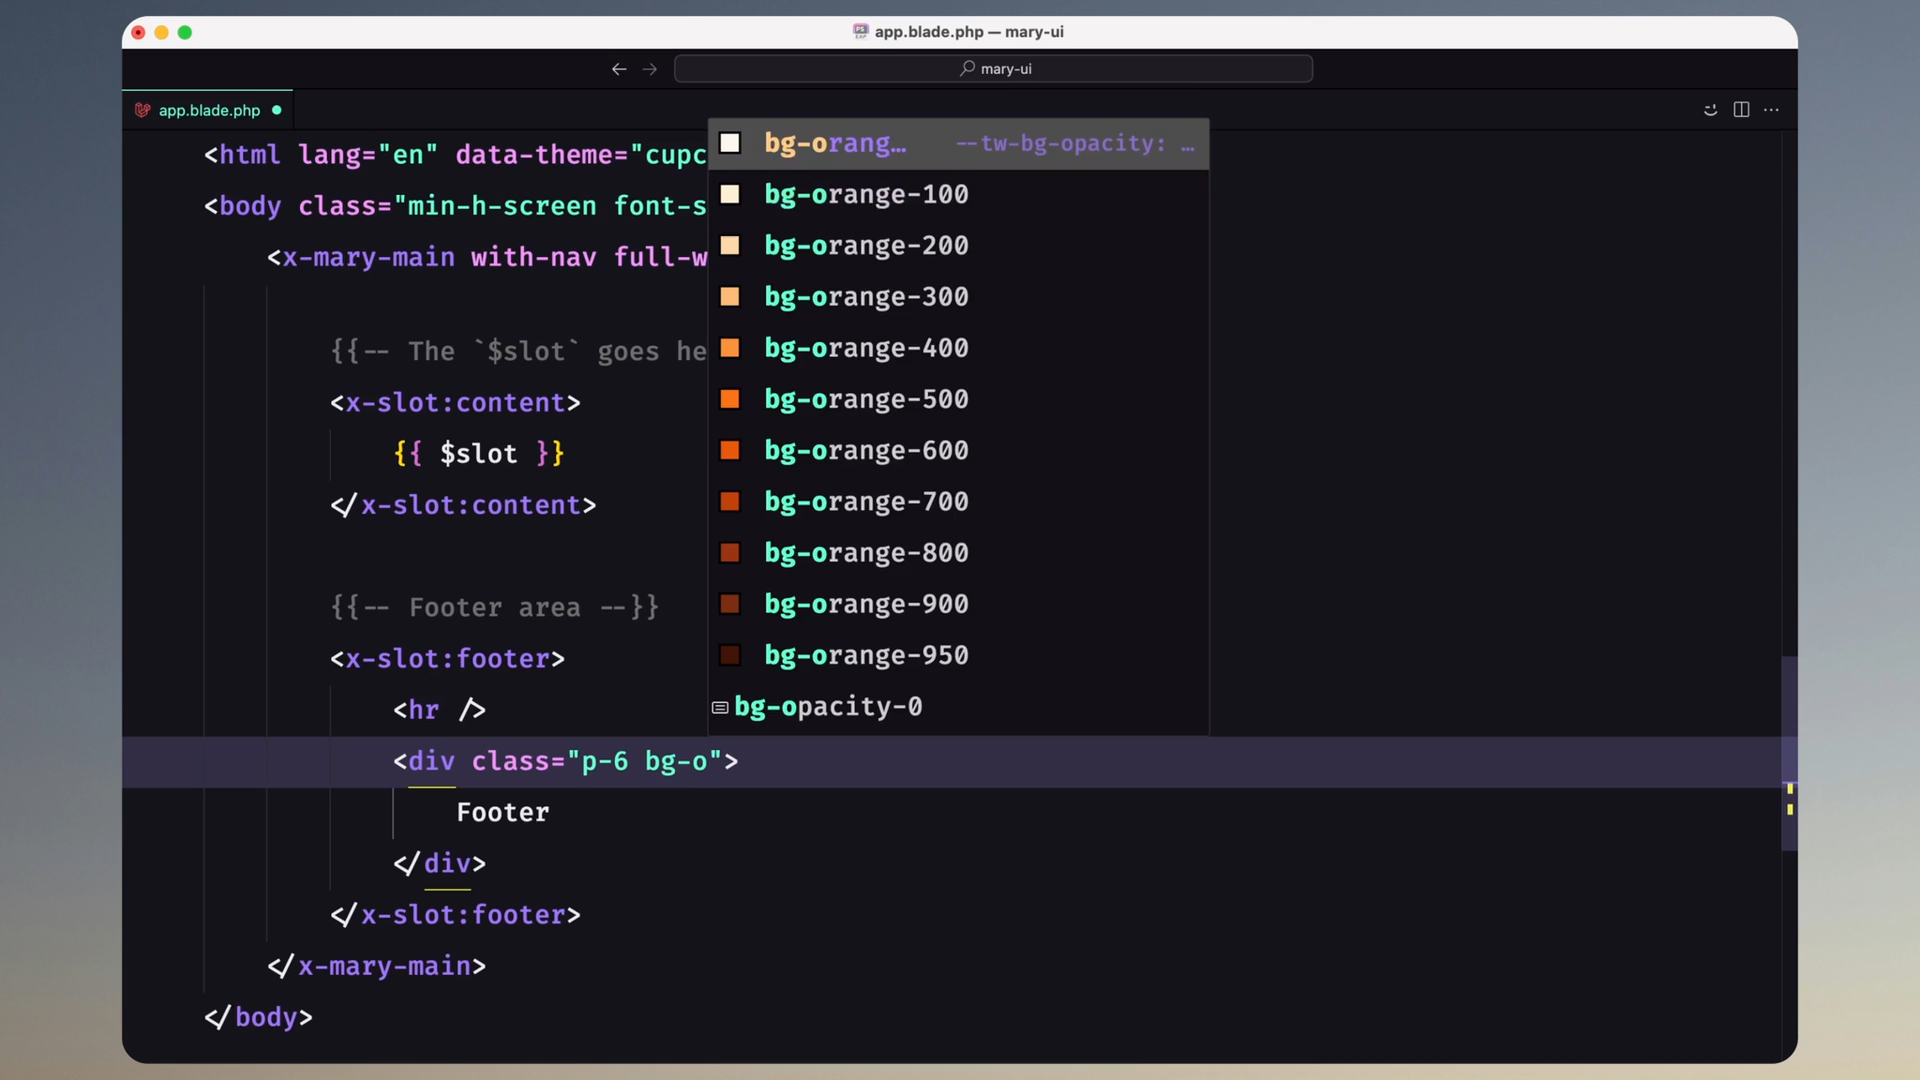 app.blade.php — mary-ui
mary-ui
app.blade.php
<html lang="en" data-theme="cupc
<body class="min-h-screen font-s
<x-mary-main with-nav full-w
{{-- The `$slot` goes he
<x-slot:content>
{{ $slot }}
</x-slot:content>
{{-- Footer area --}}
<x-slot:footer>
<hr />
<div class="p-6 bg-o">
Footer
</div>
</x-slot:footer>
</x-mary-main>
</body>
bg-orang… --tw-bg-opacity: …
bg-orange-100
bg-orange-200
bg-orange-300
bg-orange-400
bg-orange-500
bg-orange-600
bg-orange-700
bg-orange-800
bg-orange-900
bg-orange-950
bg-opacity-0